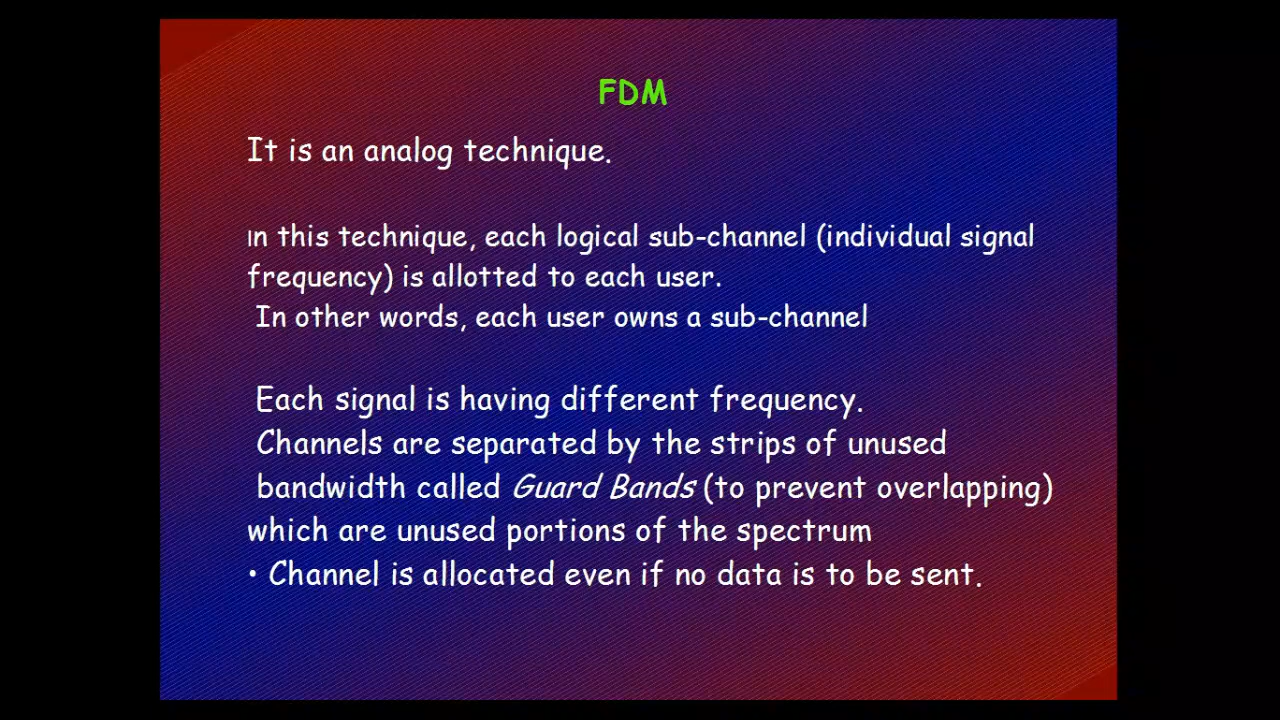 FDM
It is an analog technique.
In this technique, each logical sub-channel (individual signal
frequency) is allotted to each user.
In other words, each user owns a sub-channel
Each signal is having different frequency.
Channels are separated by the strips of unused
bandwidth called Guard Bands (to prevent overlapping)
which are unused portions of the spectrum
• Channel is allocated even if no data is to be sent.